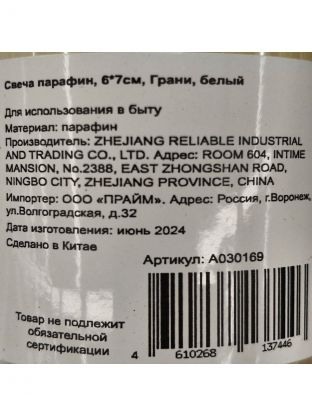 Свеча парафин, 6*7см, Грани, белый
Для использования в быту
Материал: парафин
Производитель: ZHEJIANG RELIABLE INDUSTRIAL
AND TRADING CO., LTD. Адрес: ROOM 604, INTIME
MANSION, No.2388, EAST ZHONGSHAN ROAD,
NINGBO CITY, ZHEJIANG PROVINCE, CHINA
Импортер: ООО «ПРАЙМ». Адрес: Россия, г.Воронеж,
ул.Волгоградская, д.32
Дата изготовления: июнь 2024
Сделано в Китае
Артикул: A030169
Товар не подлежит
обязательной
сертификации
4 610268 137446